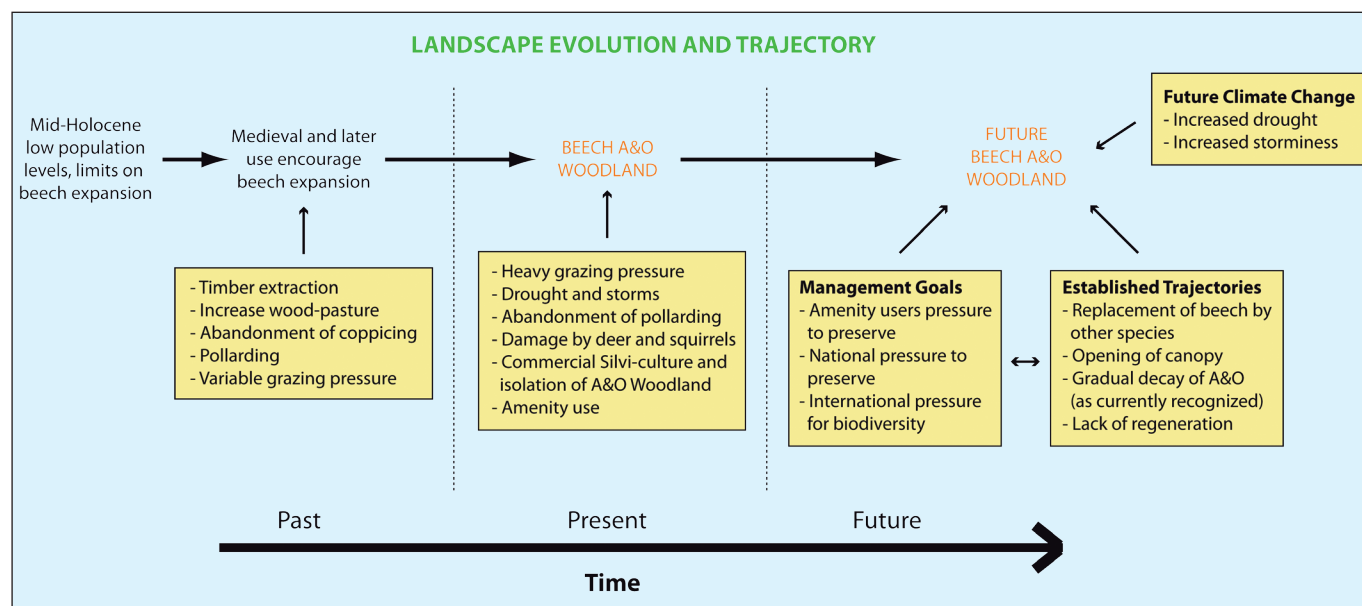 LANDSCAPE EVOLUTION AND TRAJECTORY
Mid-Holocene
low population
levels, limits on
beech expansion
Medieval and later
use encourage
beech expansion
BEECH A&O
WOODLAND
FUTURE
BEECH A&O
WOODLAND
Future Climate Change
- Increased drought
- Increased storminess
- Timber extraction
- Increase wood-pasture
- Abandonment of coppicing
- Pollarding
- Variable grazing pressure
- Heavy grazing pressure
- Drought and storms
- Abandonment of pollarding
- Damage by deer and squirrels
- Commercial Silvi-culture and
isolation of A&O Woodland
- Amenity use
Management Goals
- Amenity users pressure
to preserve
- National pressure to
preserve
- International pressure
for biodiversity
Established Trajectories
- Replacement of beech by
other species
- Opening of canopy
- Gradual decay of A&O
(as currently recognized)
- Lack of regeneration
Past
Present
Future
Time